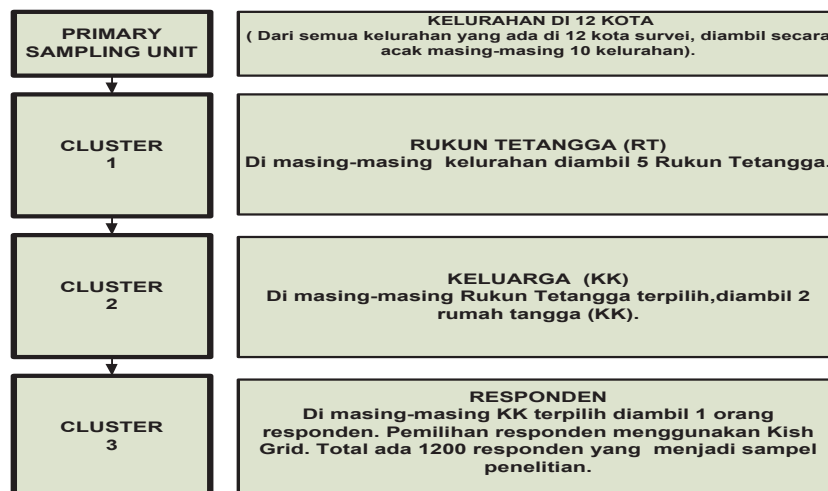 PRIMARY
SAMPLING UNIT
KELURAHAN DI 12 KOTA
( Dari semua kelurahan yang ada di 12 kota survei, diambil secara
acak masing-masing 10 kelurahan).
CLUSTER
1
RUKUN TETANGGA (RT)
Di masing-masing kelurahan diambil 5 Rukun Tetangga.
CLUSTER
2
KELUARGA (KK)
Di masing-masing Rukun Tetangga terpilih,diambil 2
rumah tangga (KK).
CLUSTER
3
RESPONDEN
Di masing-masing KK terpilih diambil 1 orang
responden. Pemilihan responden menggunakan Kish
Grid. Total ada 1200 responden yang menjadi sampel
penelitian.